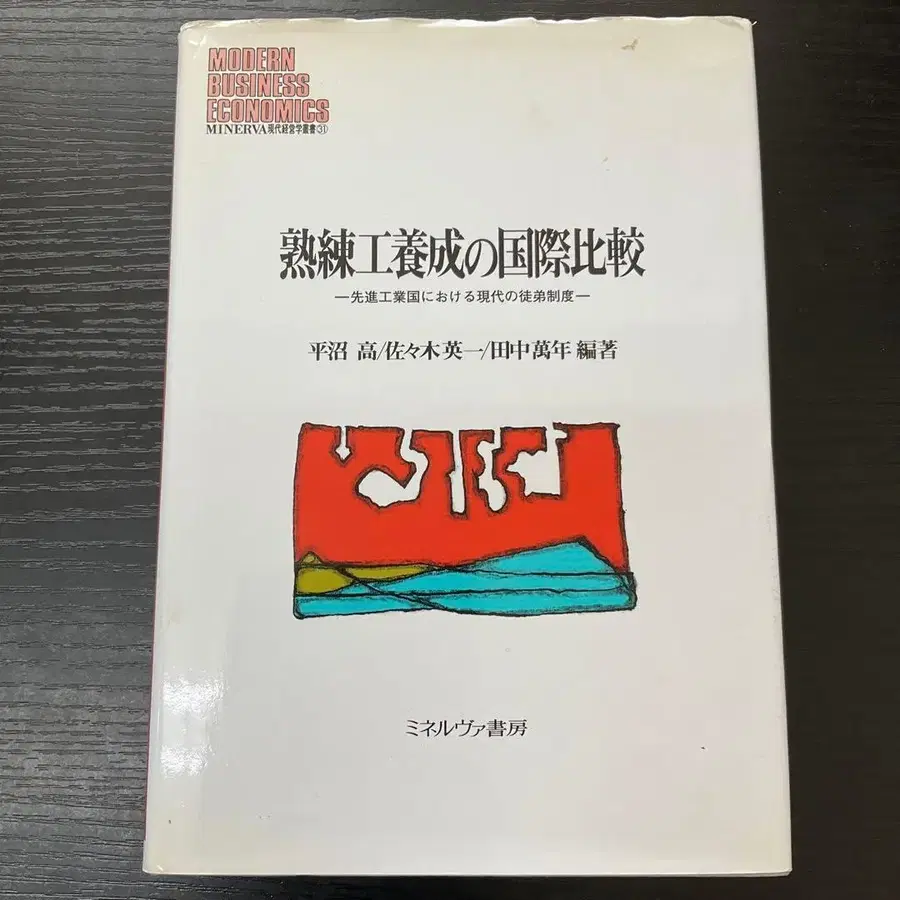 MODERN
BUSINESS
ECONOMICS
MINERVA現代経営学叢書㉛
熟練工養成の国際比較
―先進工業国における現代の徒弟制度―
平沼 高/佐々木英一/田中萬年 編著
ミネルヴァ書房